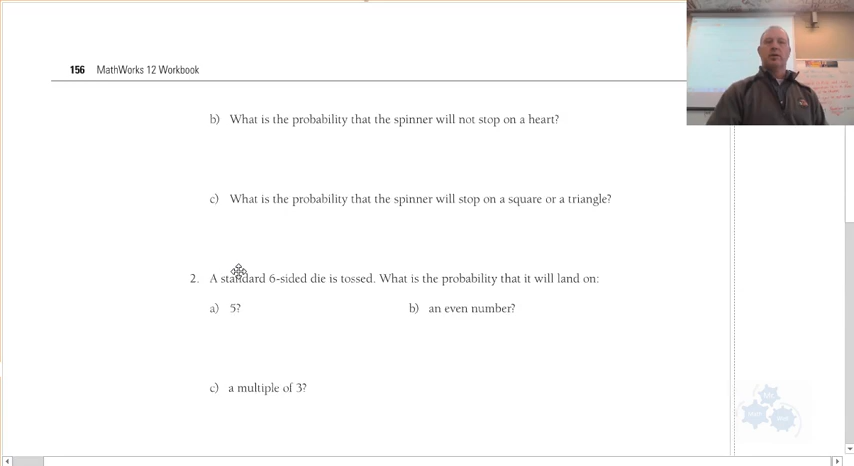 156 MathWorks 12 Workbook
b) What is the probability that the spinner will not stop on a heart?
c) What is the probability that the spinner will stop on a square or a triangle?
2. A standard 6-sided die is tossed. What is the probability that it will land on:
a) 5? b) an even number?
c) a multiple of 3?